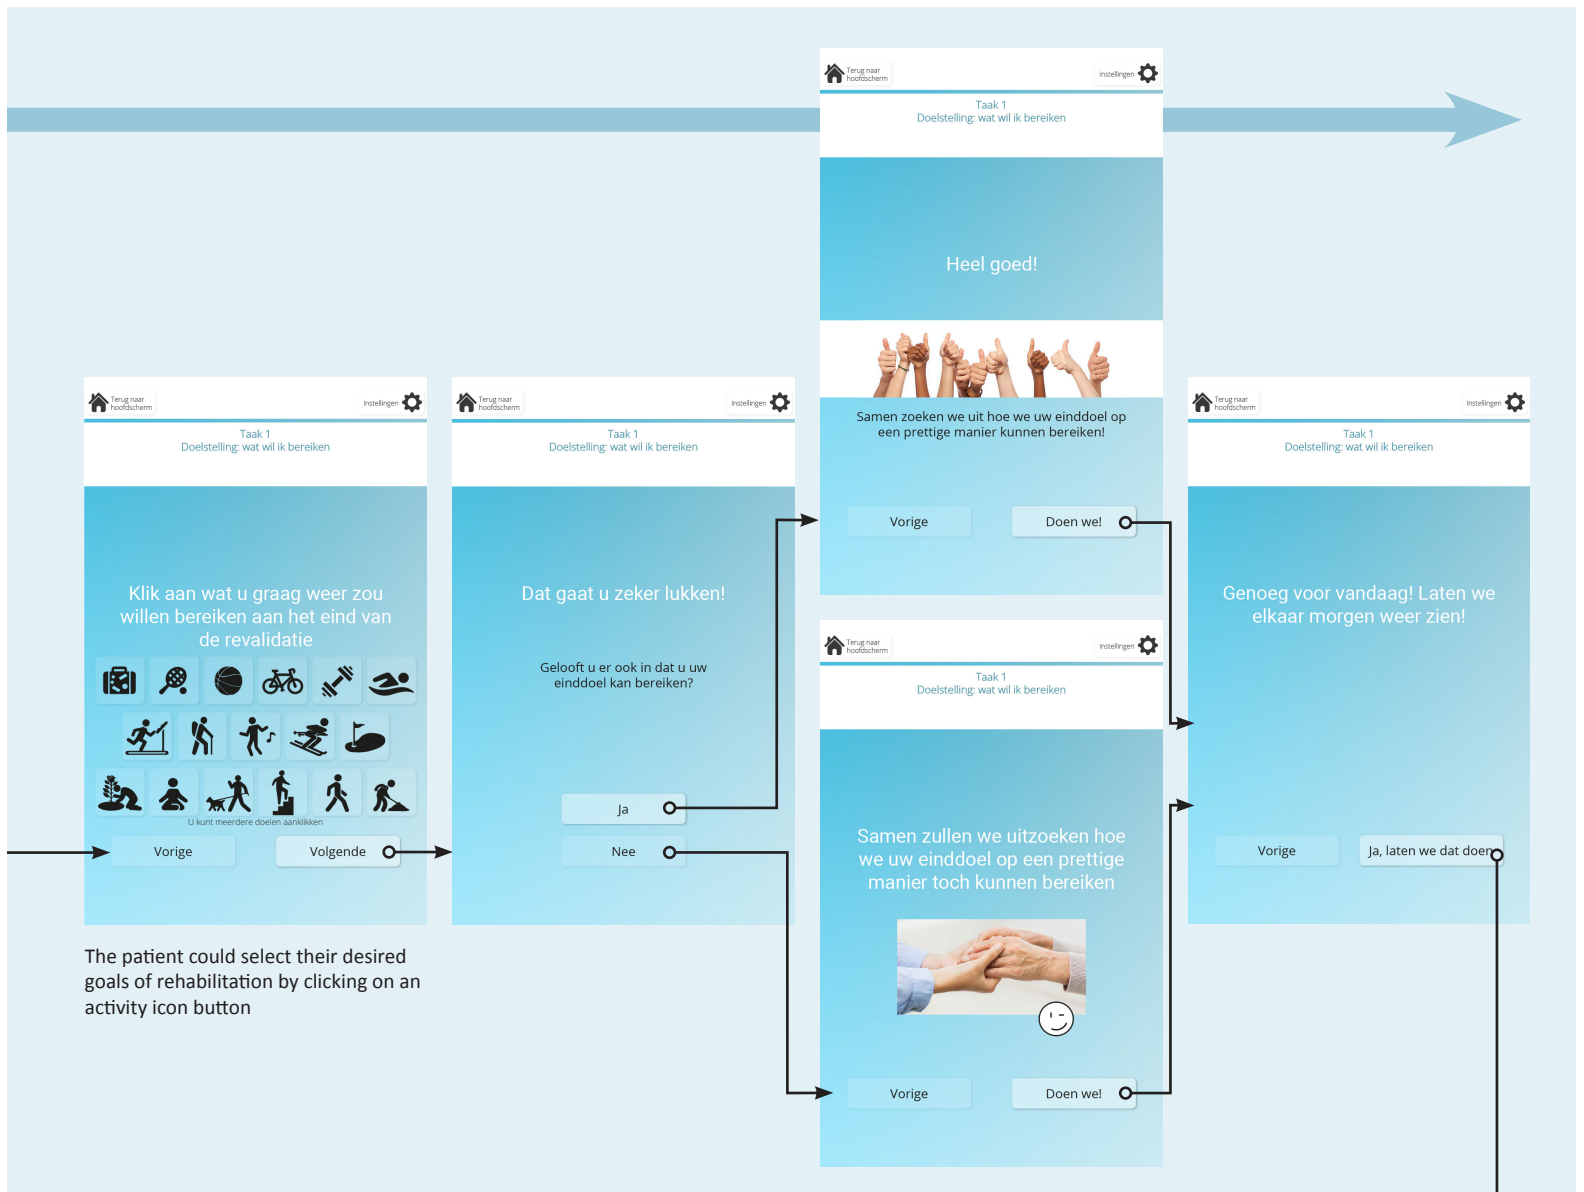 Terug naar
hoofdscherm
Instellingen
Taak 1
Doelstelling: wat wil ik bereiken
Klik aan wat u graag weer zou
willen bereiken aan het eind van
de revalidatie
U kunt meerdere doelen aanklikken
Vorige
Volgende
The patient could select their desired
goals of rehabilitation by clicking on an
activity icon button
Terug naar
hoofdscherm
Instellingen
Taak 1
Doelstelling: wat wil ik bereiken
Dat gaat u zeker lukken!
Gelooft u er ook in dat u uw
einddoel kan bereiken?
Ja
Nee
Terug naar
hoofdscherm
Instellingen
Taak 1
Doelstelling: wat wil ik bereiken
Heel goed!
Samen zoeken we uit hoe we uw einddoel op
een prettige manier kunnen bereiken!
Vorige
Doen we!
Terug naar
hoofdscherm
Instellingen
Taak 1
Doelstelling: wat wil ik bereiken
Samen zullen we uitzoeken hoe
we uw einddoel op een prettige
manier toch kunnen bereiken
Vorige
Doen we!
Terug naar
hoofdscherm
Instellingen
Taak 1
Doelstelling: wat wil ik bereiken
Genoeg voor vandaag! Laten we
elkaar morgen weer zien!
Vorige
Ja, laten we dat doen